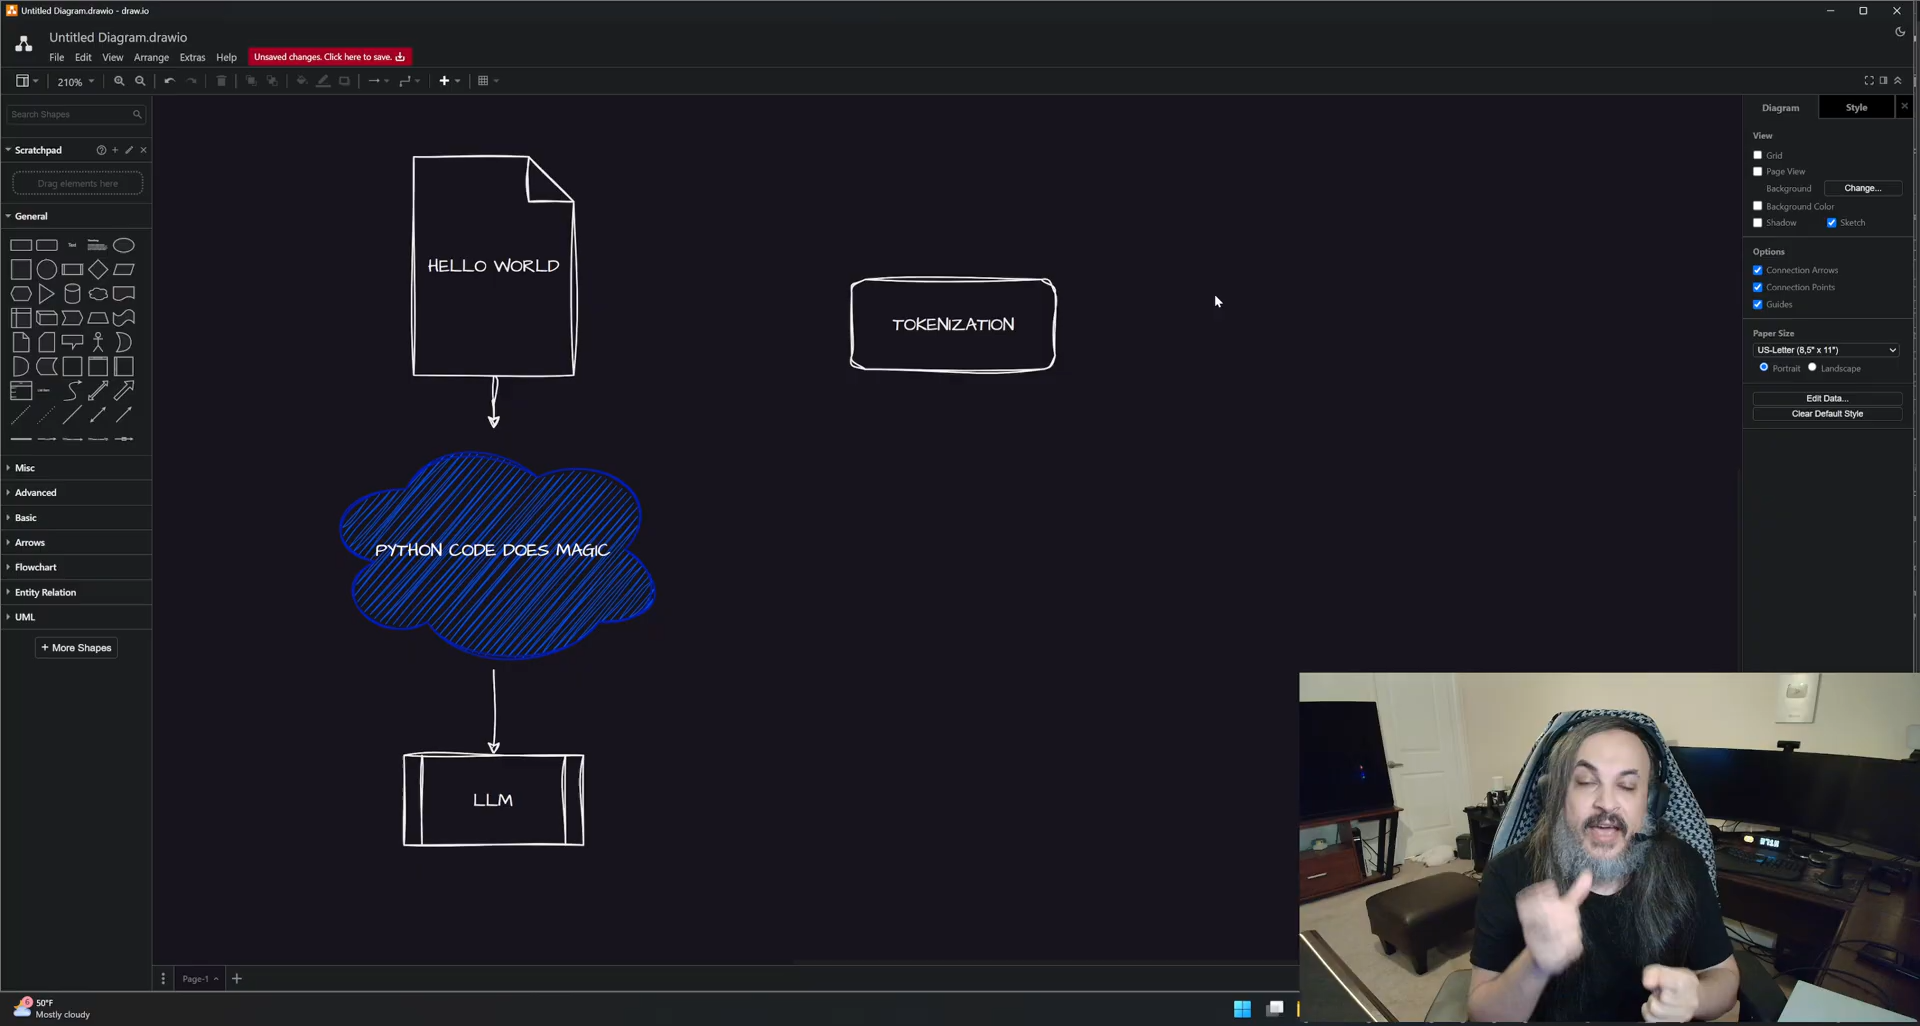 Untitled Diagram.drawio - draw.io
Untitled Diagram.drawio
File Edit View Arrange Extras Help
Unsaved changes. Click here to save.
210%
Search Shapes
Scratchpad
Drag elements here
General
Text
Misc
Advanced
Basic
Arrows
Flowchart
Entity Relation
UML
+ More Shapes
HELLO WORLD
TOKENIZATION
PYTHON CODE DOES MAGIC
LLM
Diagram Style
View
Grid
Page View
Background Change...
Background Color
Shadow Sketch
Options
Connection Arrows
Connection Points
Guides
Paper Size
US-Letter (8,5" x 11")
Portrait Landscape
Edit Data...
Clear Default Style
Page-1
50°F
Mostly cloudy